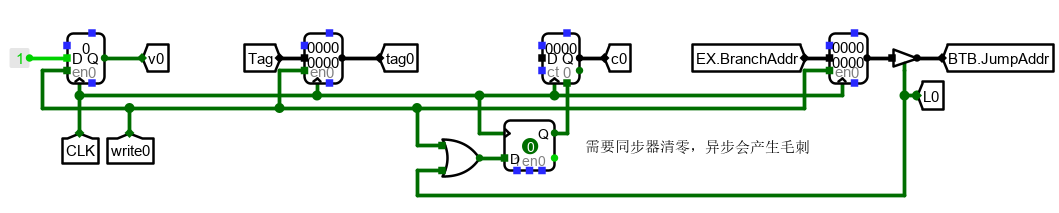 1
0
D Q
en0
v0
Tag
0000
0000
en0
tag0
0000
D Q
ct 0
c0
EX.BranchAddr
0000
0000
en0
BTB.JumpAddr
L0
CLK
write0
Q
0
D en0
需要同步器清零，异步会产生毛刺